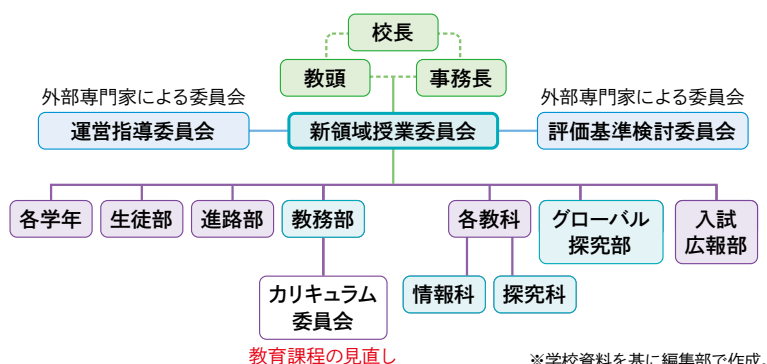 校長
教頭
事務長
外部専門家による委員会
外部専門家による委員会
運営指導委員会
新領域授業委員会
評価基準検討委員会
各学年
生徒部
進路部
教務部
各教科
グローバル
探究部
入試
広報部
カリキュラム
委員会
情報科
探究科
教育課程の見直し
※学校資料を基に編集部で作成。